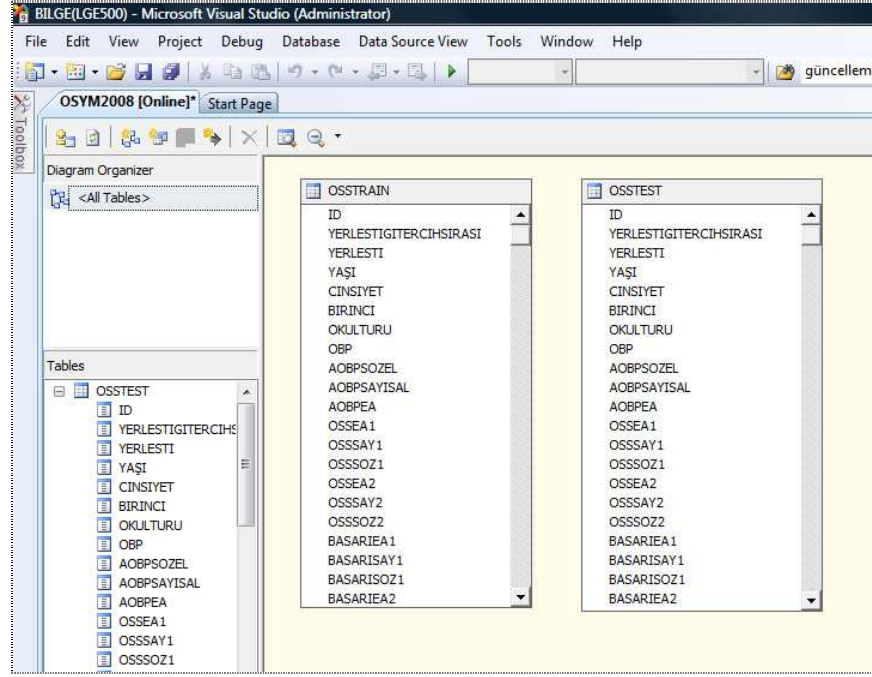 BILGE(LGE500) - Microsoft Visual Studio (Administrator)
File Edit View Project Debug Database Data Source View Tools Window Help
güncellem
Toolbox
OSYM2008 [Online]* Start Page
Diagram Organizer
<All Tables>
Tables
OSSTEST
ID
YERLESTIGITERCIHS
YERLESTI
YAŞI
CINSIYET
BIRINCI
OKULTURU
OBP
AOBPSOZEL
AOBPSAYISAL
AOBPEA
OSSEA1
OSSSAY1
OSSSOZ1
OSSTRAIN
ID
YERLESTIGITERCIHSIRASI
YERLESTI
YAŞI
CINSIYET
BIRINCI
OKULTURU
OBP
AOBPSOZEL
AOBPSAYISAL
AOBPEA
OSSEA1
OSSSAY1
OSSSOZ1
OSSEA2
OSSSAY2
OSSSOZ2
BASARIEA1
BASARISAY1
BASARISOZ1
BASARIEA2
OSSTEST
ID
YERLESTIGITERCIHSIRASI
YERLESTI
YAŞI
CINSIYET
BIRINCI
OKULTURU
OBP
AOBPSOZEL
AOBPSAYISAL
AOBPEA
OSSEA1
OSSSAY1
OSSSOZ1
OSSEA2
OSSSAY2
OSSSOZ2
BASARIEA1
BASARISAY1
BASARISOZ1
BASARIEA2